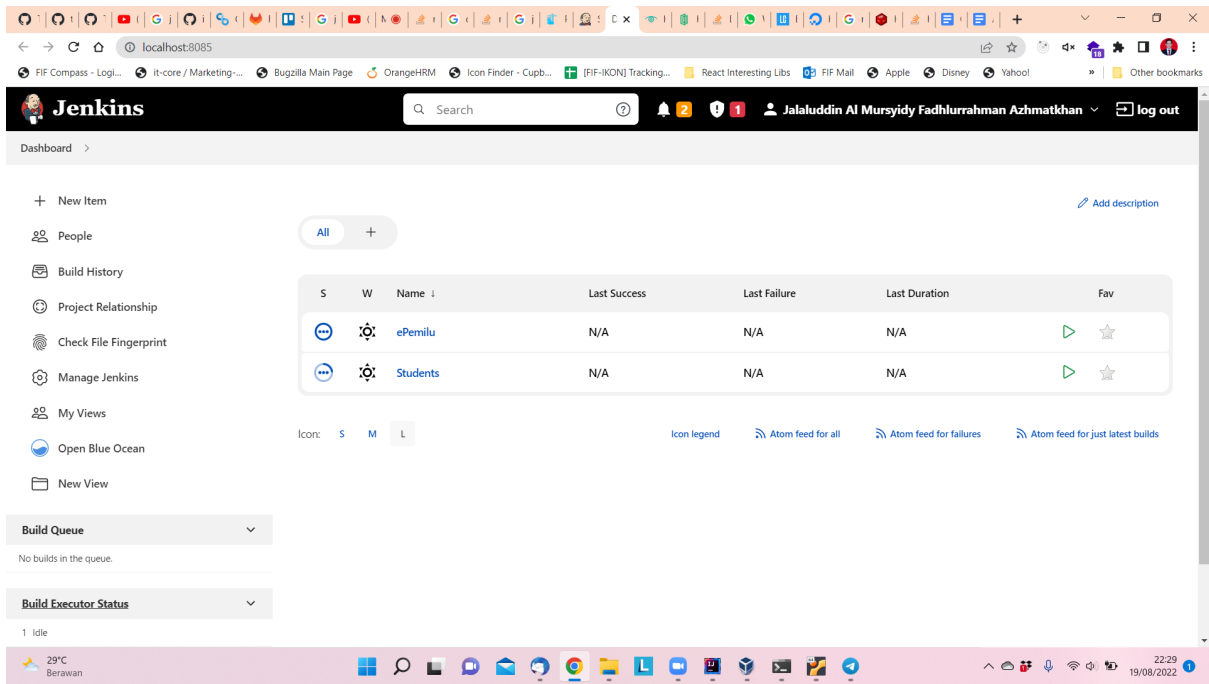 localhost:8085
FIF Compass - Logi... it-core / Marketing-... Bugzilla Main Page OrangeHRM Icon Finder - Cupb... [FIF-IKON] Tracking... React Interesting Libs FIF Mail Apple Disney Yahoo! » Other bookmarks
18
Jenkins Search 2 1 Jalaluddin Al Mursyidy Fadhlurrahman Azhmatkhan log out
Dashboard
New Item
Add description
People
All +
Build History
S W Name ↓ Last Success Last Failure Last Duration Fav
Project Relationship
ePemilu N/A N/A N/A
Check File Fingerprint
Students N/A N/A N/A
Manage Jenkins
My Views
Icon: S M L Icon legend Atom feed for all Atom feed for failures Atom feed for just latest builds
Open Blue Ocean
New View
Build Queue
No builds in the queue.
Build Executor Status
1 Idle
29°C
Berawan
22:29
19/08/2022
1